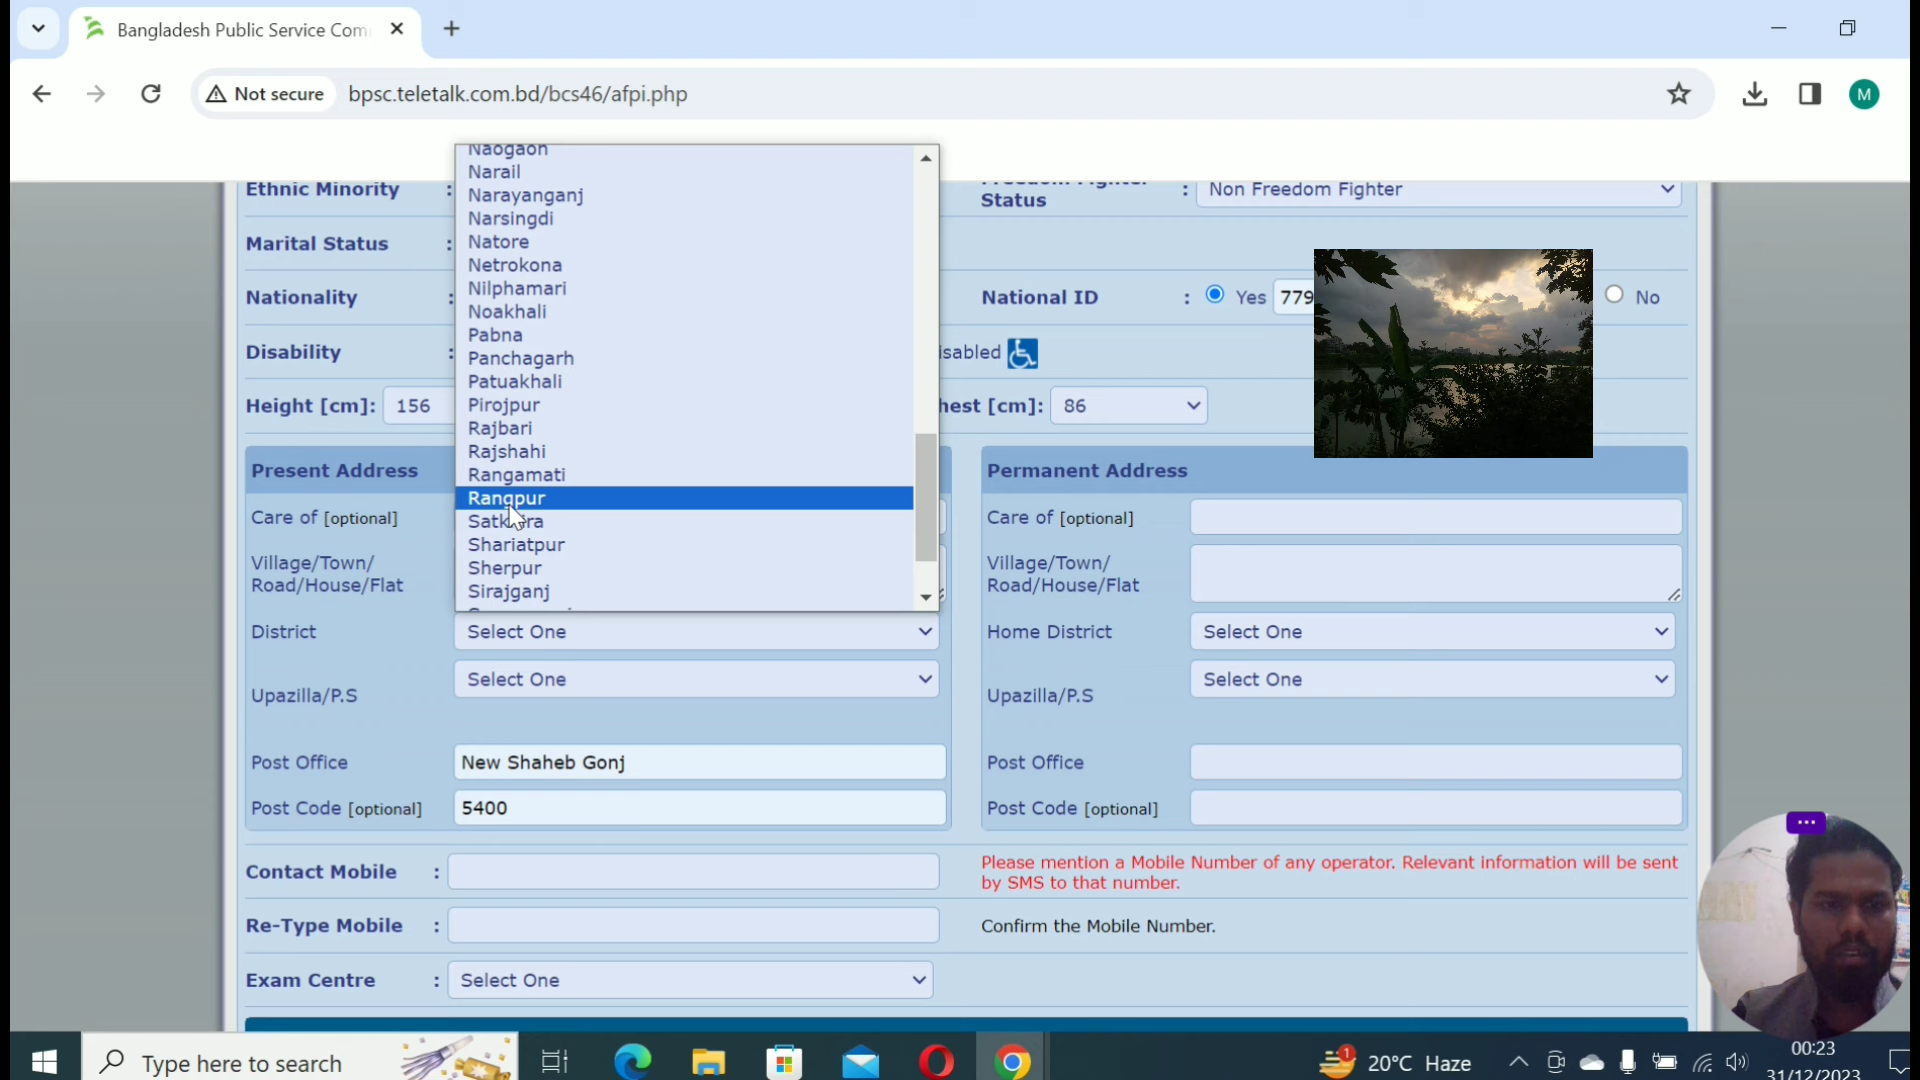 Bangladesh Public Service Com
Not secure
bpsc.teletalk.com.bd/bcs46/afpi.php
M
Naogaon
Narail
Narayanganj
Narsingdi
Natore
Netrokona
Nilphamari
Noakhali
Pabna
Panchagarh
Patuakhali
Pirojpur
Rajbari
Rajshahi
Rangamati
Rangpur
Satkhira
Shariatpur
Sherpur
Sirajganj
Ethnic Minority :
Status : Non Freedom Fighter
Marital Status :
Nationality :
National ID : Yes 779 No
Disability : isabled
Height [cm]: 156
hest [cm]: 86
Present Address
Care of [optional]
Village/Town/
Road/House/Flat
District Select One
Upazilla/P.S Select One
Post Office New Shaheb Gonj
Post Code [optional] 5400
Permanent Address
Care of [optional]
Village/Town/
Road/House/Flat
Home District Select One
Upazilla/P.S Select One
Post Office
Post Code [optional]
Contact Mobile :
Please mention a Mobile Number of any operator. Relevant information will be sent
by SMS to that number.
Re-Type Mobile :
Confirm the Mobile Number.
Exam Centre : Select One
Type here to search
1
20°C Haze
00:23
31/12/2023